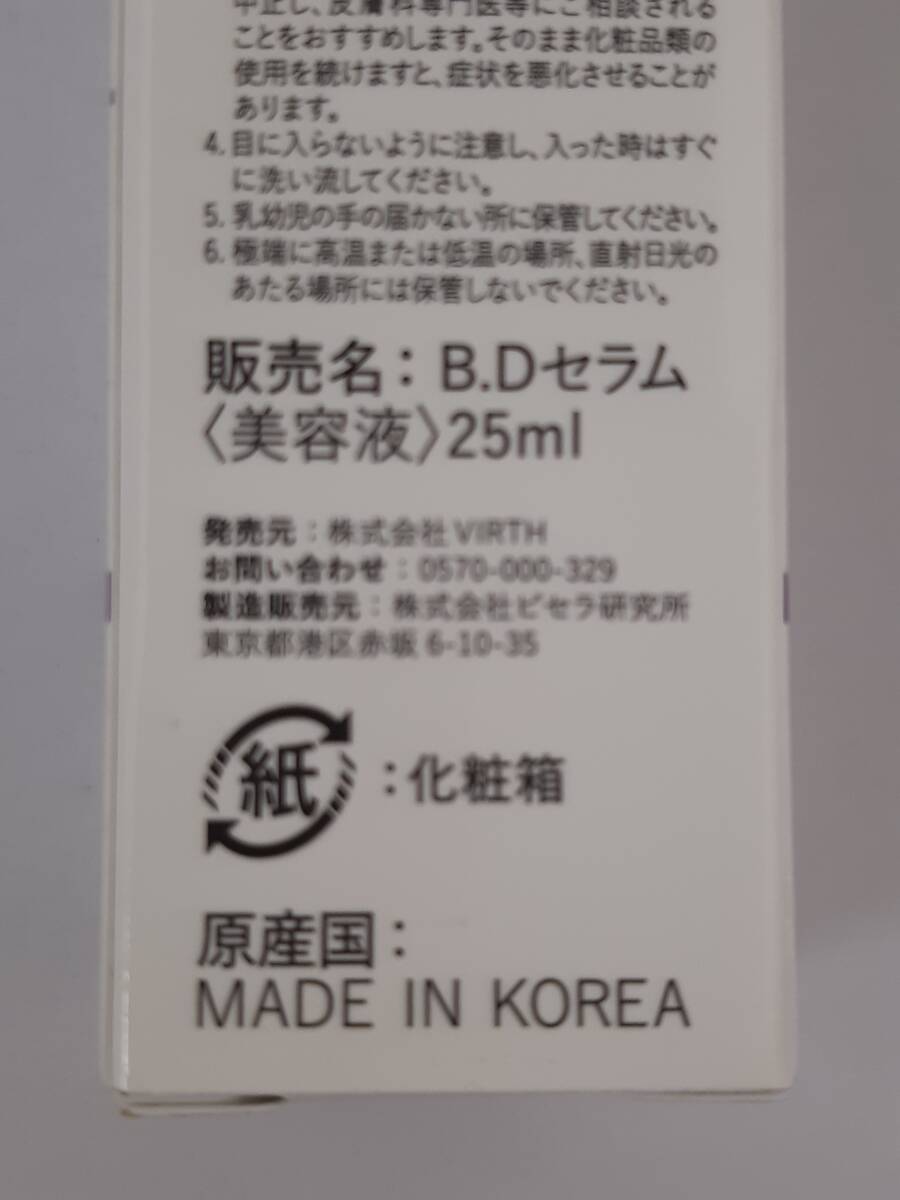 中止し、皮膚科専門医等にご相談される
ことをおすすめします。そのまま化粧品類の
使用を続けますと、症状を悪化させることが
あります。
4. 目に入らないように注意し、入った時はすぐ
に洗い流してください。
5. 乳幼児の手の届かない所に保管してください。
6. 極端に高温または低温の場所、直射日光の
あたる場所には保管しないでください。
販売名：B.Dセラム
〈美容液〉25ml
発売元：株式会社VIRTH
お問い合わせ：0570-000-329
製造販売元：株式会社ビセラ研究所
東京都港区赤坂 6-10-35
紙：化粧箱
原産国：
MADE IN KOREA